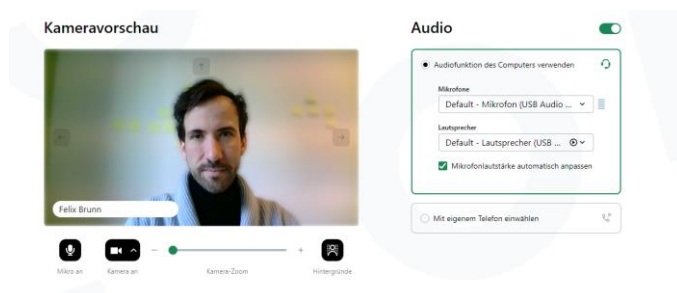 Kameravorschau
Felix Brunn
Mikro an
Kamera an
Kamera-Zoom
Hintergründe
Audio
Audiofunktion des Computers verwenden
Mikrofone
Default - Mikrofon (USB Audio ...
Lautsprecher
Default - Lautsprecher (USB ...
Mikrofonlautstärke automatisch anpassen
Mit eigenem Telefon einwählen